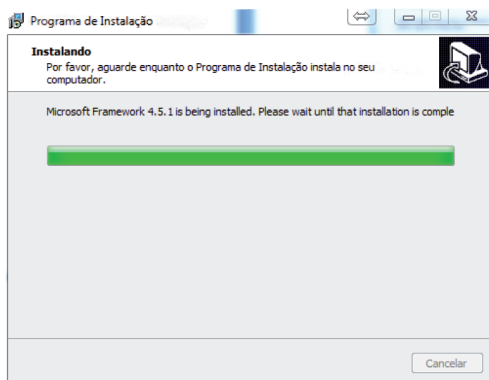 Programa de Instalação
Instalando
Por favor, aguarde enquanto o Programa de Instalação instala no seu
computador.
Microsoft Framework 4.5.1 is being installed. Please wait until that installation is comple
Cancelar